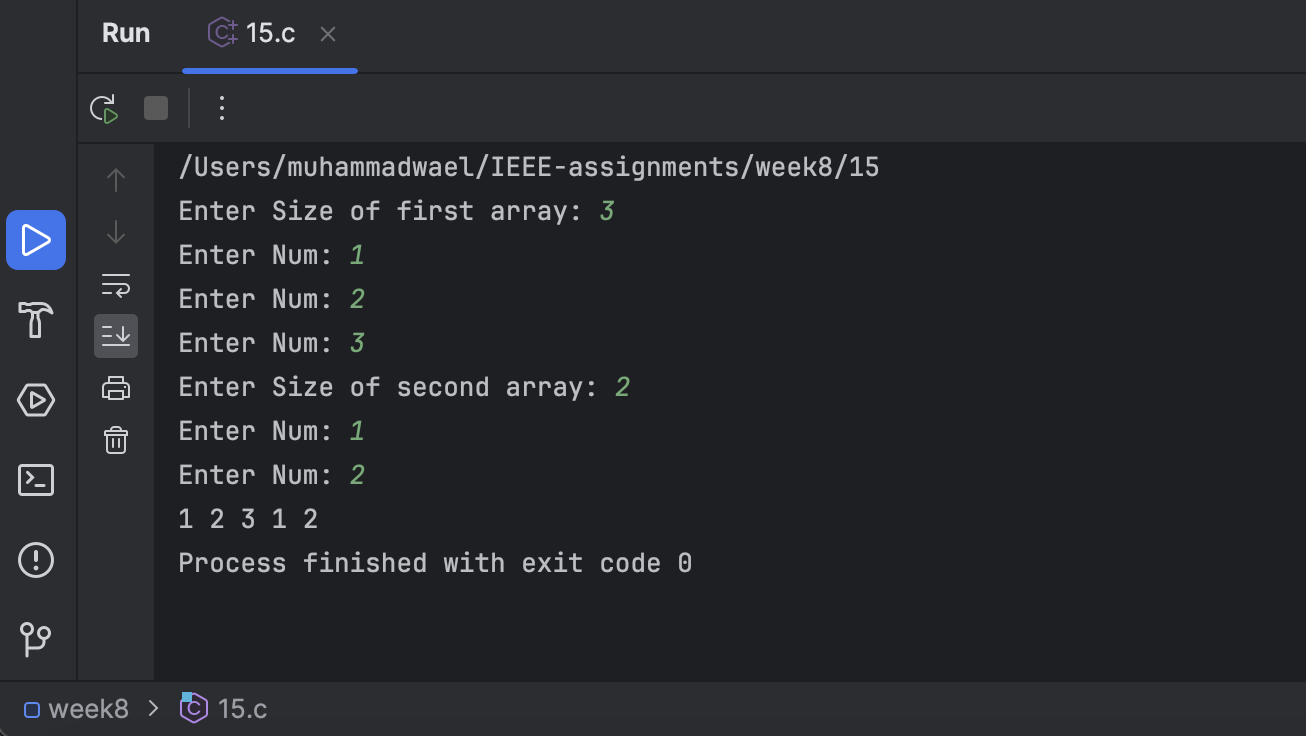 Run 15.c
/Users/muhammadwael/IEEE-assignments/week8/15
Enter Size of first array: 3
Enter Num: 1
Enter Num: 2
Enter Num: 3
Enter Size of second array: 2
Enter Num: 1
Enter Num: 2
1 2 3 1 2
Process finished with exit code 0
week8 > 15.c